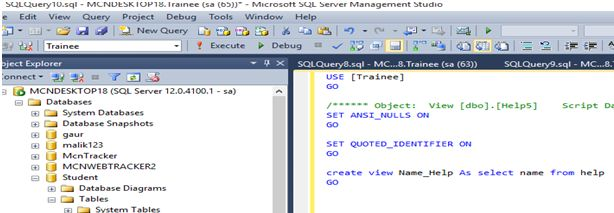 SQLQuery10.sql - MCNDESKTOP18.Trainee (sa (65))* - Microsoft SQL Server Management Studio
File Edit View Query Project Debug Tools Window Help
New Query
Trainee Execute Debug
Object Explorer
SQLQuery8.sql - MC...8.Trainee (sa (63)) SQLQuery9.sql - MC...8.
Connect
MCNDESKTOP18 (SQL Server 12.0.4100.1 - sa)
Databases
System Databases
Database Snapshots
gaur
malik123
McnTracker
MCNWEBTRACKER2
Student
Database Diagrams
Tables
System Tables
USE [Trainee]
GO
/****** Object: View [dbo].[Help5] Script Da
SET ANSI_NULLS ON
GO
SET QUOTED_IDENTIFIER ON
GO
create view Name_Help As select name from help
GO